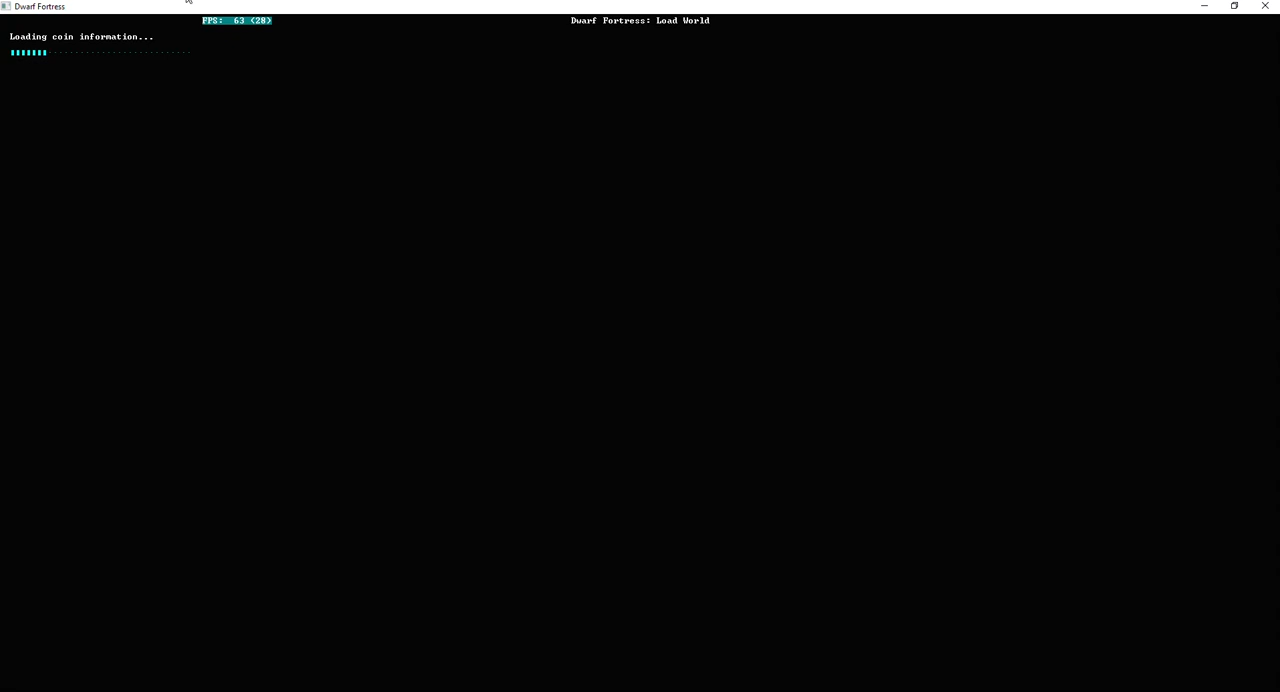 Dwarf Fortress
FPS:  63 (28)
Dwarf Fortress: Load World
Loading coin information...